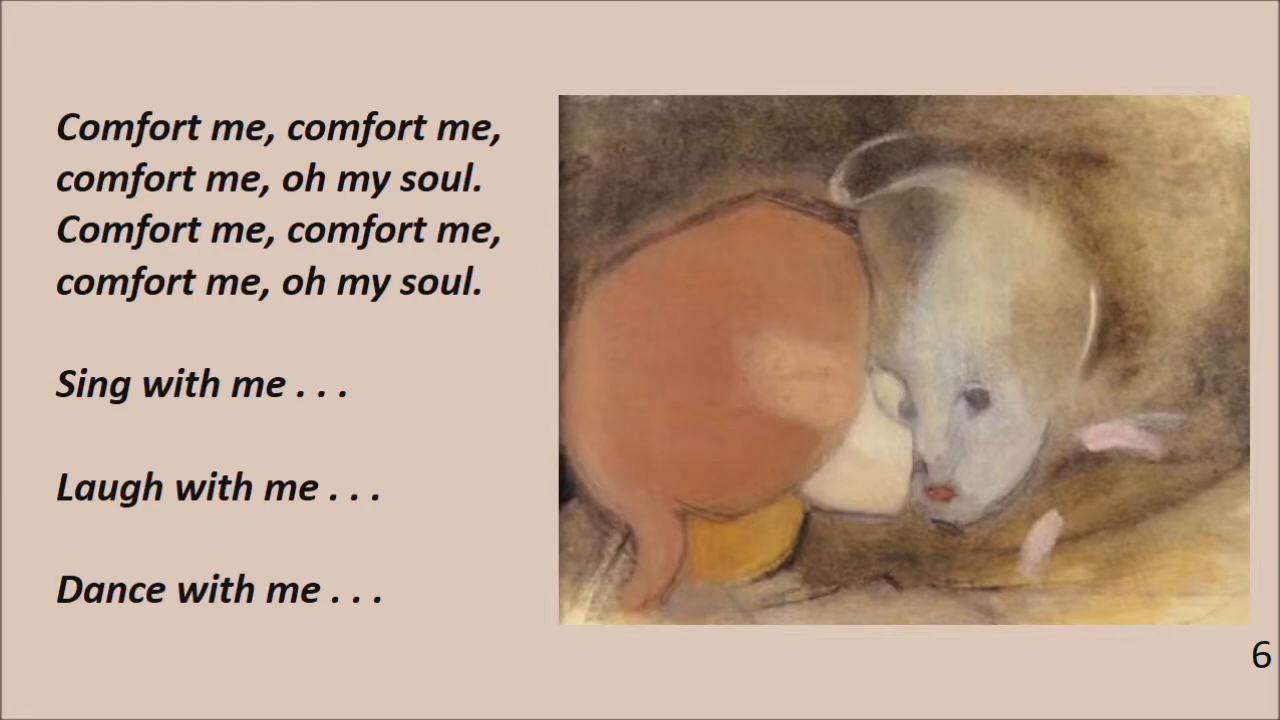 Comfort me, comfort me,
comfort me, oh my soul.
Comfort me, comfort me,
comfort me, oh my soul.
Sing with me . . .
Laugh with me . . .
Dance with me . . .
6